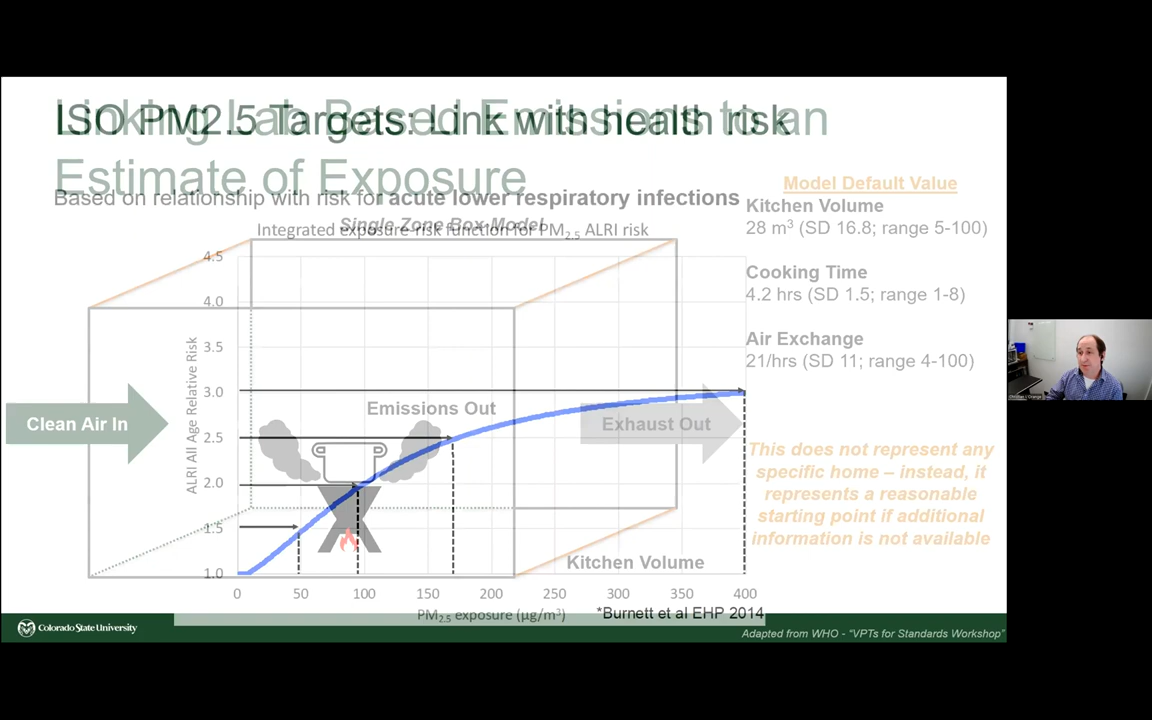 ISO PM2.5 Targets: Link with health risk
Linking Lab Based Emissions to an
Estimate of Exposure
Based on relationship with risk for acute lower respiratory infections
Single Zone Box Model
Integrated exposure-risk function for PM2.5 ALRI risk
Model Default Value
Kitchen Volume
28 m³ (SD 16.8; range 5-100)
Cooking Time
4.2 hrs (SD 1.5; range 1-8)
Air Exchange
21/hrs (SD 11; range 4-100)
This does not represent any
specific home – instead, it
represents a reasonable
starting point if additional
information is not available
4.5
4.0
3.5
3.0
2.5
2.0
1.5
1.0
ALRI All Age Relative Risk
Clean Air In
Emissions Out
Exhaust Out
Kitchen Volume
0 50 100 150 200 250 300 350 400
PM2.5 exposure (µg/m³)
*Burnett et al EHP 2014
Colorado State University
Adapted from WHO - “VPTs for Standards Workshop”